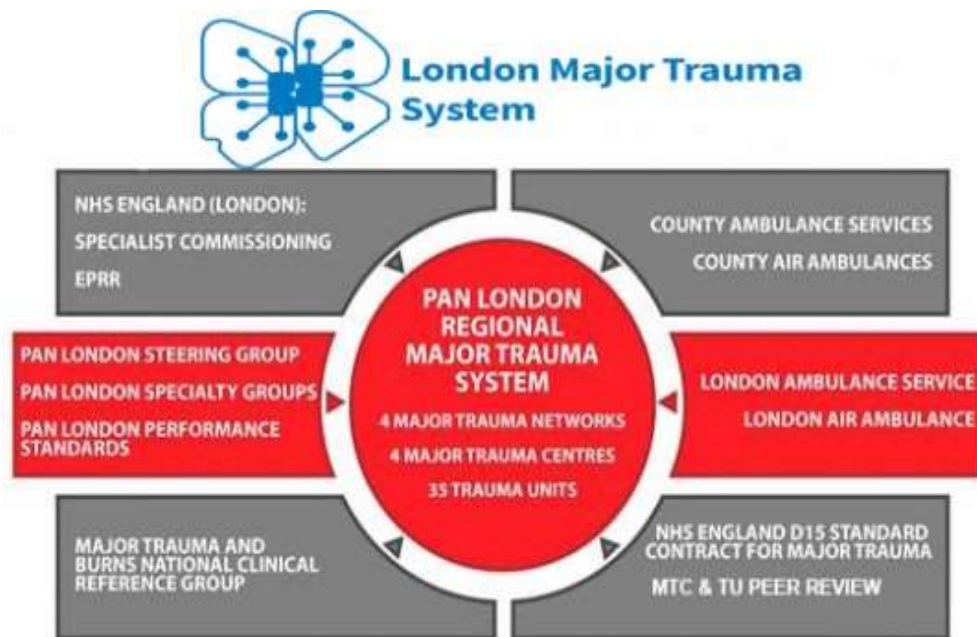 London Major Trauma
System
NHS ENGLAND (LONDON):
SPECIALIST COMMISSIONING
EPRR
COUNTY AMBULANCE SERVICES
COUNTY AIR AMBULANCES
PAN LONDON
REGIONAL
MAJOR TRAUMA
SYSTEM
4 MAJOR TRAUMA NETWORKS
4 MAJOR TRAUMA CENTRES
35 TRAUMA UNITS
PAN LONDON STEERING GROUP
PAN LONDON SPECIALTY GROUPS
PAN LONDON PERFORMANCE
STANDARDS
LONDON AMBULANCE SERVICE
LONDON AIR AMBULANCE
MAJOR TRAUMA AND
BURNS NATIONAL CLINICAL
REFERENCE GROUP
NHS ENGLAND D15 STANDARD
CONTRACT FOR MAJOR TRAUMA
MTC & TU PEER REVIEW